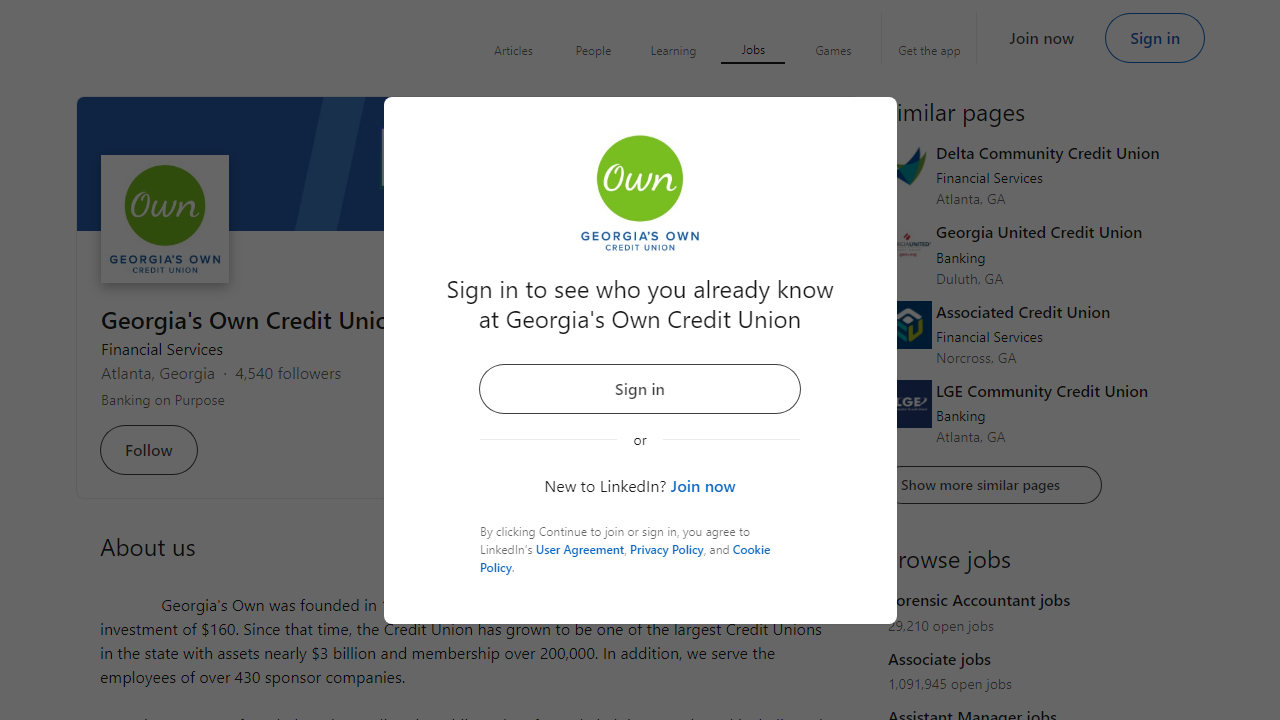 Articles
People
Learning
Jobs
Games
Get the app
Join now
Sign in
Own
GEORGIA'S OWN
CREDIT UNION
Georgia's Own Credit
Financial Services
Atlanta, Georgia · 4,540 followers
Banking on Purpose
Follow
About us
Georgia's Own was founded in
investment of $160. Since that time, the Credit Union has grown to be one of the largest Credit Unions
in the state with assets nearly $3 billion and membership over 200,000. In addition, we serve the
employees of over 430 sponsor companies.
Own
GEORGIA'S OWN
CREDIT UNION
Sign in to see who you already know
at Georgia's Own Credit Union
Sign in
or
New to LinkedIn? Join now
By clicking Continue to join or sign in, you agree to
LinkedIn's User Agreement, Privacy Policy, and Cookie
Policy.
pages
Delta Community Credit Union
Financial Services
Atlanta, GA
Georgia United Credit Union
Banking
Duluth, GA
Associated Credit Union
Financial Services
Norcross, GA
LGE
LGE Community Credit Union
Banking
Atlanta, GA
Show more similar pages
jobs
Accountant jobs
29,210 open jobs
Associate jobs
1,091,945 open jobs
Assistant Manager jobs